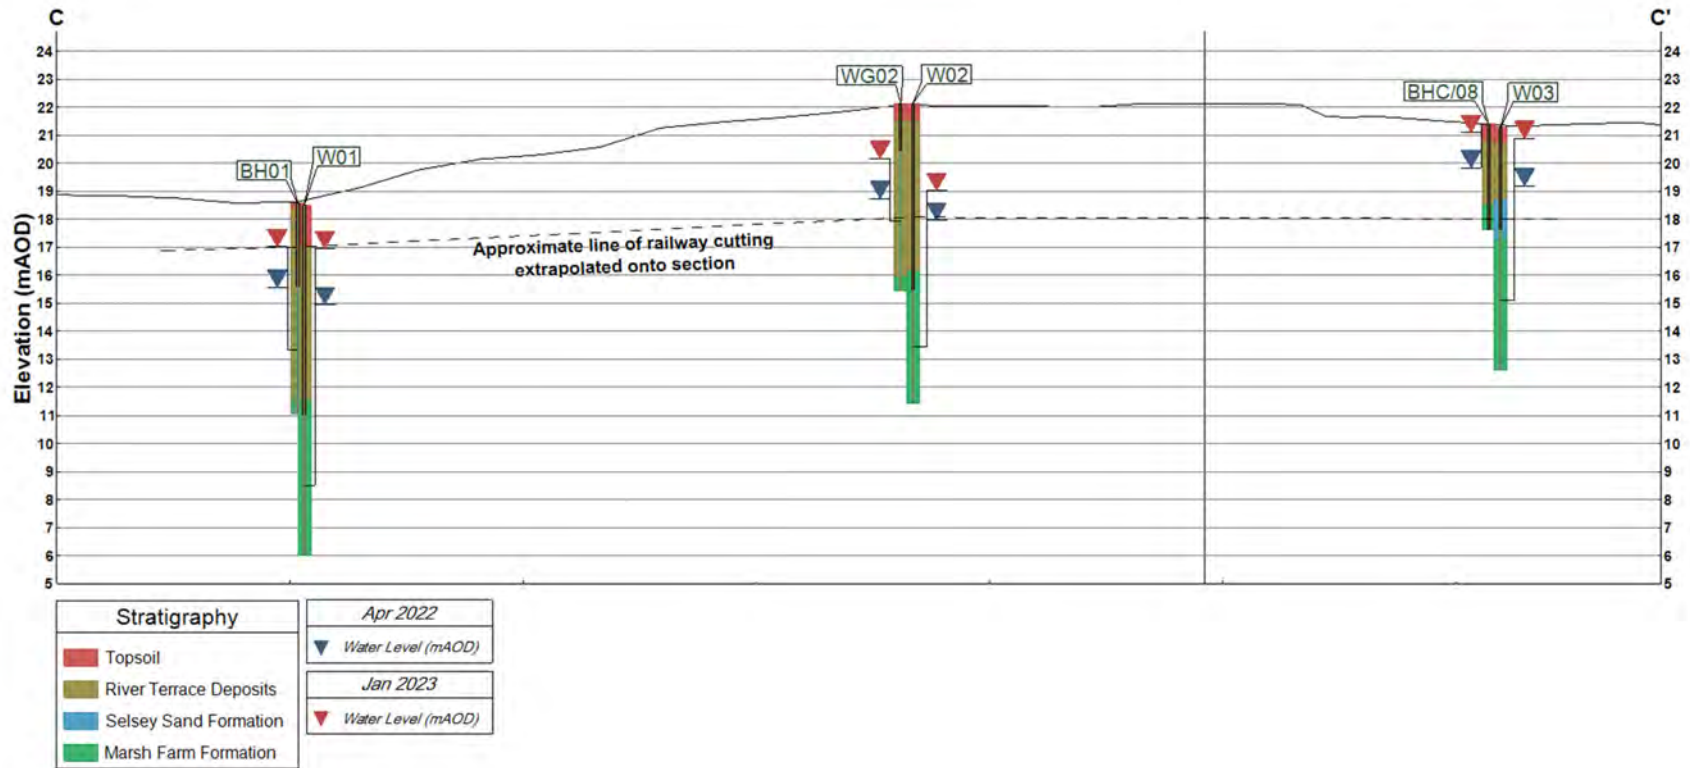 C
C'
24
23
22
21
20
19
18
17
16
15
14
13
12
11
10
9
8
7
6
5
Elevation (mAOD)
BH01
W01
WG02
W02
BHC/08
W03
Approximate line of railway cutting
extrapolated onto section
24
23
22
21
20
19
18
17
16
15
14
13
12
11
10
9
8
7
6
5
Stratigraphy
Topsoil
River Terrace Deposits
Selsey Sand Formation
Marsh Farm Formation
Apr 2022
Water Level (mAOD)
Jan 2023
Water Level (mAOD)